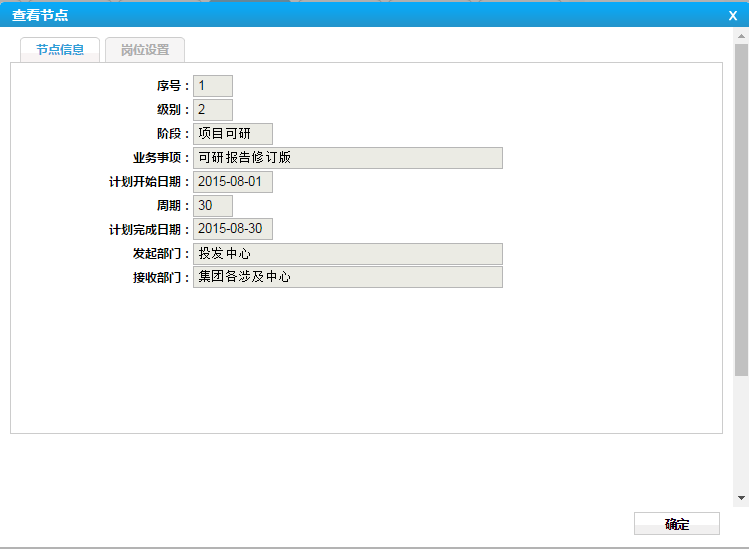 查看节点 X
节点信息 岗位设置
序号： 1
级别： 2
阶段： 项目可研
业务事项： 可研报告修订版
计划开始日期： 2015-08-01
周期： 30
计划完成日期： 2015-08-30
发起部门： 投发中心
接收部门： 集团各涉及中心
确定